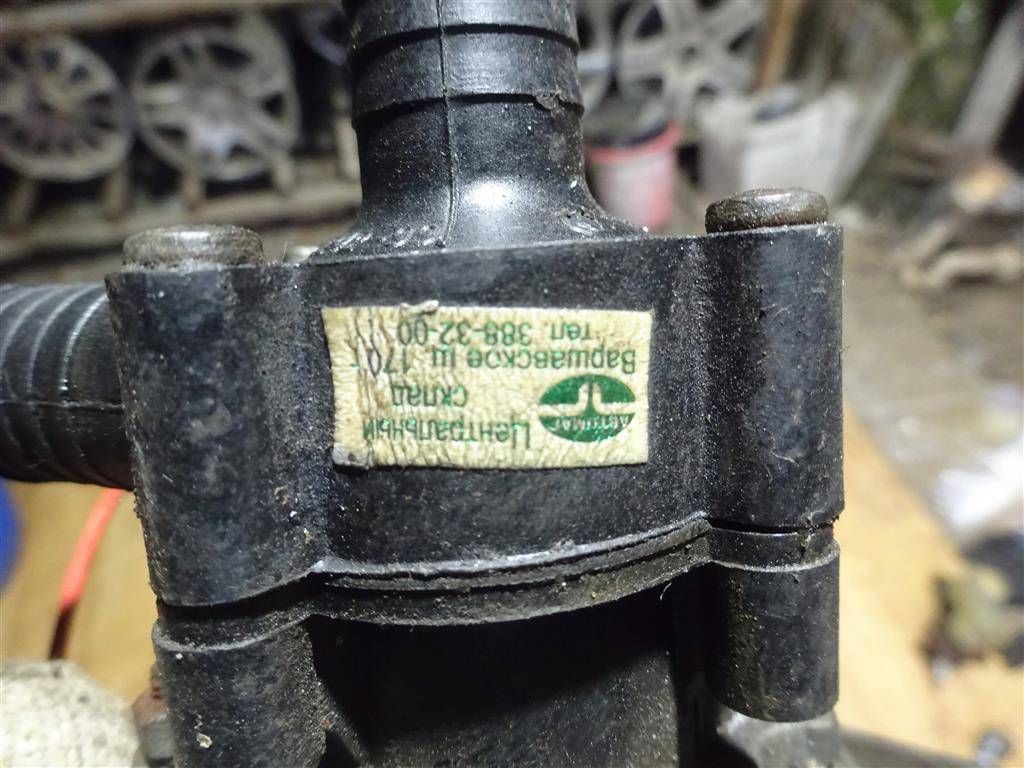 Центральный
склад
АВТОМАГ
Варшавское ш. 170 г
тел. 388-32-00